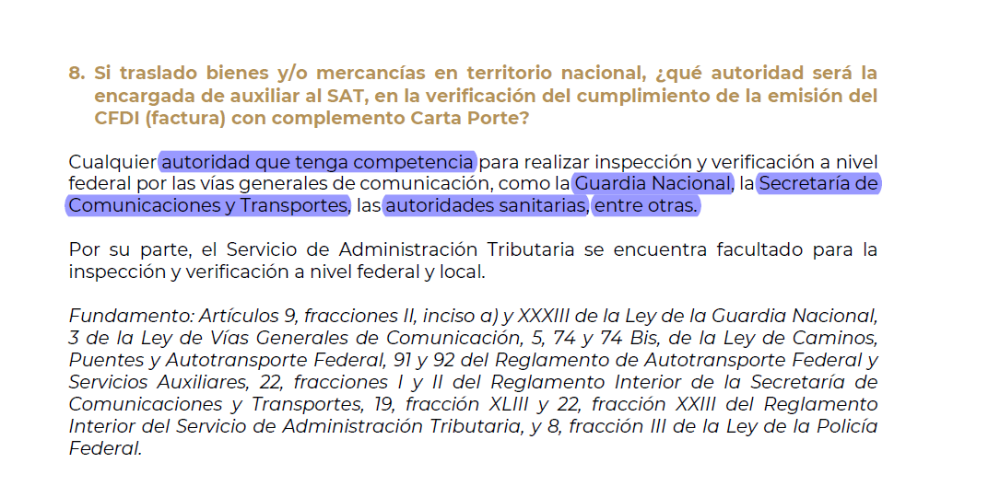 8. Si traslado bienes y/o mercancías en territorio nacional, ¿qué autoridad será la
encargada de auxiliar al SAT, en la verificación del cumplimiento de la emisión del
CFDI (factura) con complemento Carta Porte?
Cualquier autoridad que tenga competencia para realizar inspección y verificación a nivel
federal por las vías generales de comunicación, como la Guardia Nacional, la Secretaría de
Comunicaciones y Transportes, las autoridades sanitarias, entre otras.
Por su parte, el Servicio de Administración Tributaria se encuentra facultado para la
inspección y verificación a nivel federal y local.
Fundamento: Artículos 9, fracciones II, inciso a) y XXXIII de la Ley de la Guardia Nacional,
3 de la Ley de Vías Generales de Comunicación, 5, 74 y 74 Bis, de la Ley de Caminos,
Puentes y Autotransporte Federal, 91 y 92 del Reglamento de Autotransporte Federal y
Servicios Auxiliares, 22, fracciones I y II del Reglamento Interior de la Secretaría de
Comunicaciones y Transportes, 19, fracción XLIII y 22, fracción XXIII del Reglamento
Interior del Servicio de Administración Tributaria, y 8, fracción III de la Ley de la Policía
Federal.